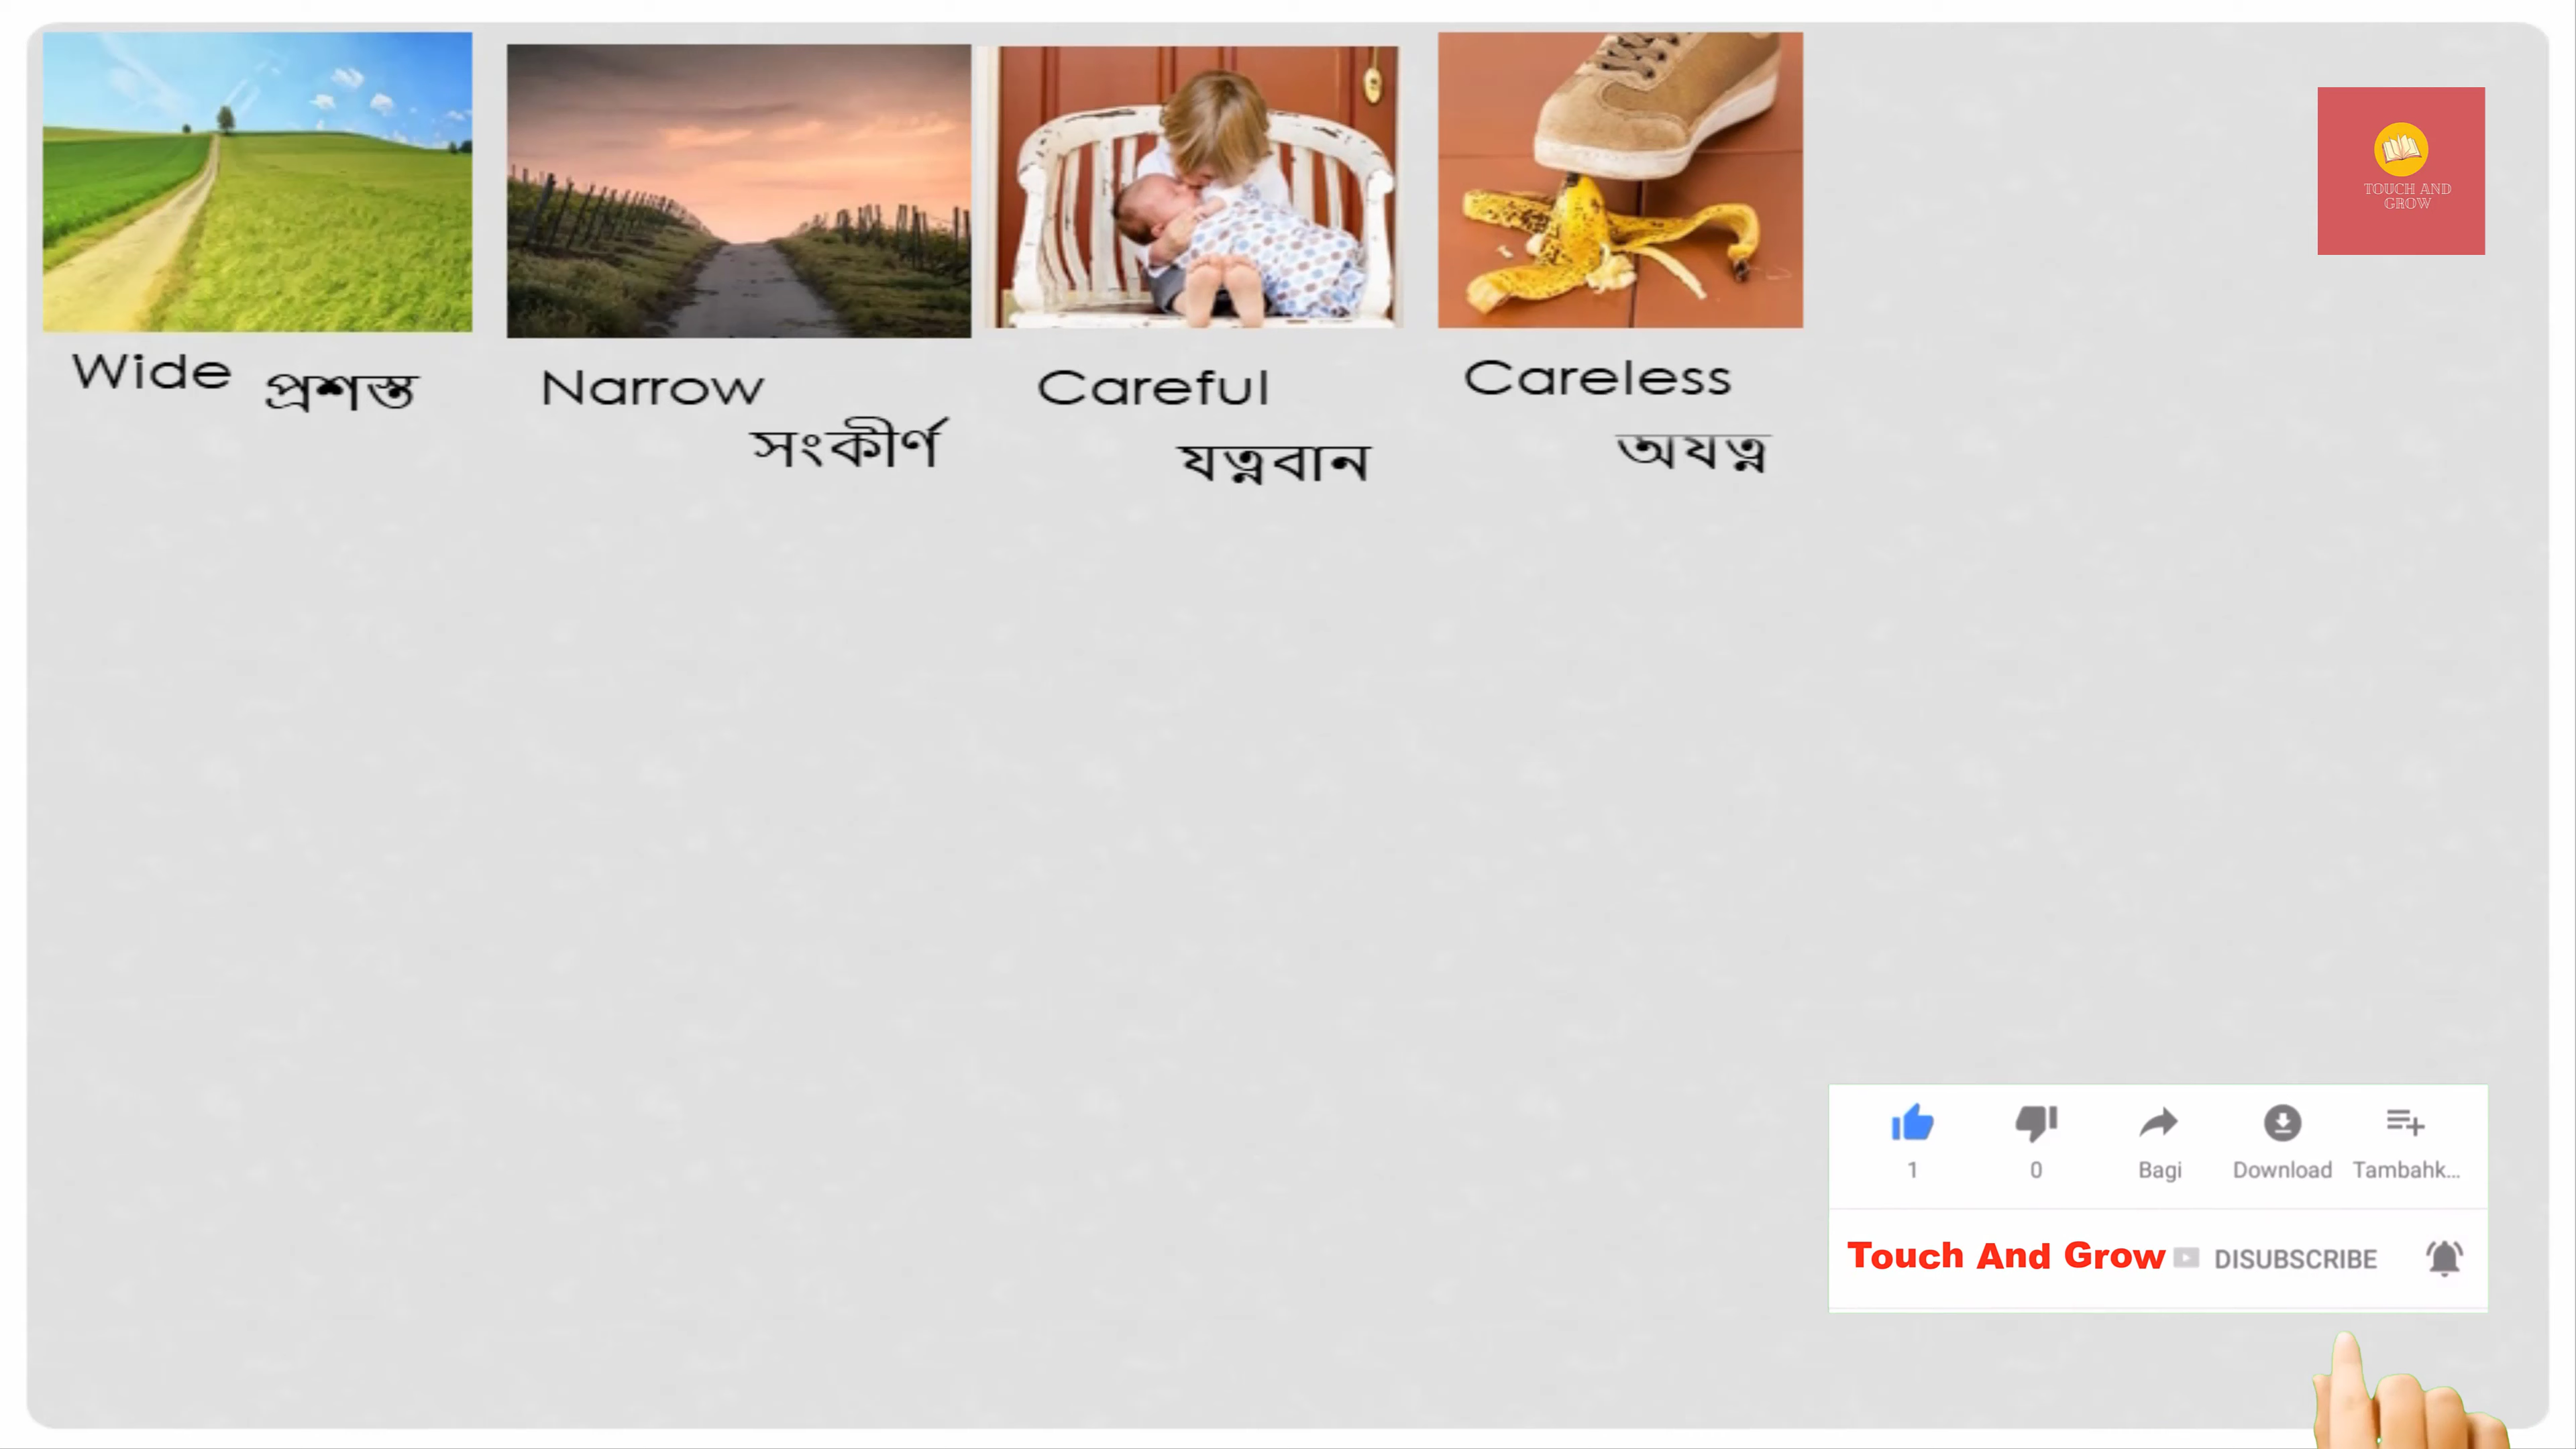 Wide প্রশস্ত
Narrow
সংকীর্ণ
Careful
যত্নবান
Careless
অযত্ন
TOUCH AND
GROW
1 0 Bagi Download Tambahk...
Touch And Grow DISUBSCRIBE